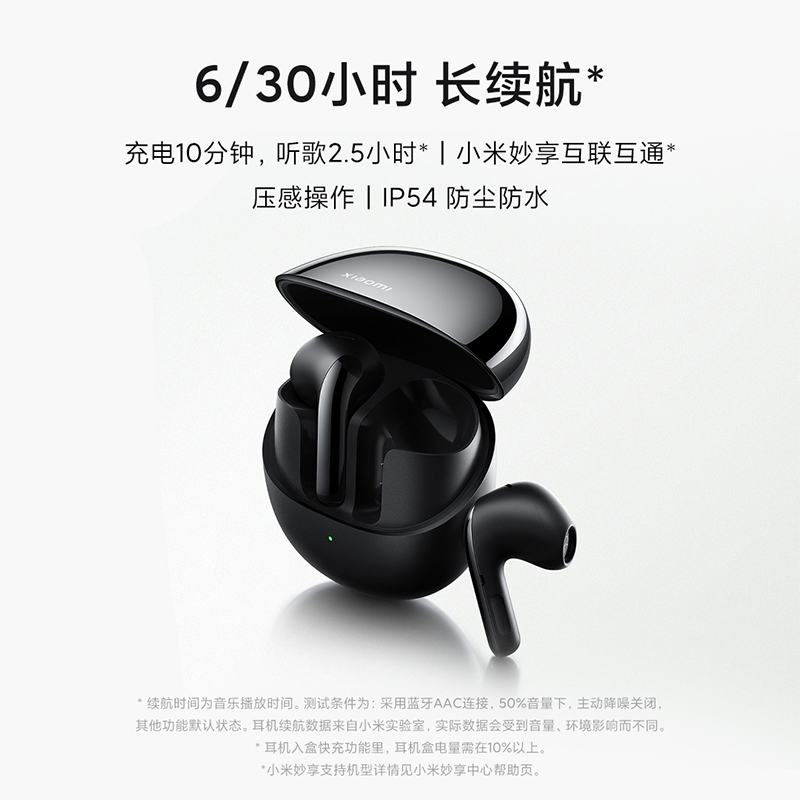 6/30小时 长续航*
充电10分钟，听歌2.5小时* | 小米妙享互联互通*
压感操作 | IP54 防尘防水
xiaomi
* 续航时间为音乐播放时间。测试条件为：采用蓝牙AAC连接，50%音量下，主动降噪关闭，
其他功能默认状态。耳机续航数据来自小米实验室，实际数据会受到音量、环境影响而不同。
* 耳机入盒快充功能里，耳机盒电量需在10%以上。
*小米妙享支持机型详情见小米妙享中心帮助页。